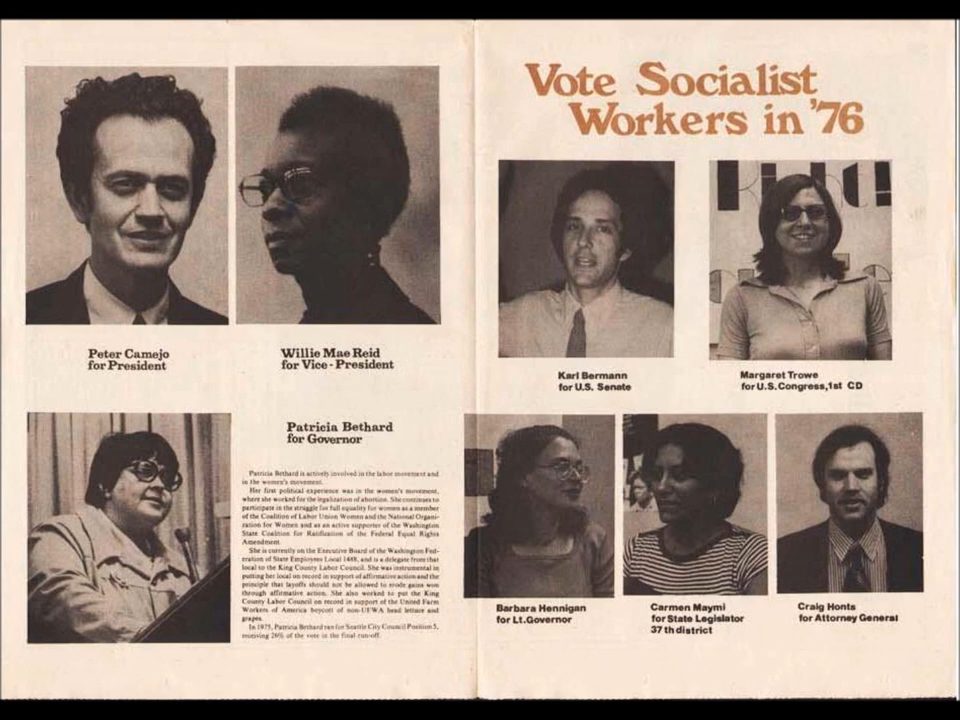 Peter Camejo
for President
Willie Mae Reid
for Vice-President
Patricia Bethard
for Governor
Patricia Bethard is actively involved in the labor movement and
in the women's movement.
Her first political experience was in the women's movement,
where she worked for the legalization of abortion. She continues to
participate in the struggle for full equality for women as a member
of the Coalition of Labor Union Women and the National Organi-
zation for Women and as an active supporter of the Washington
State Coalition for Ratification of the Federal Equal Rights
Amendment.
She is currently on the Executive Board of the Washington Fed-
eration of State Employees Local 1488, and is a delegate from that
local to the King County Labor Council. She was instrumental in
putting her local on record in support of affirmative action and the
principle that layoffs should not be allowed to erode gains won
through affirmative action. She also worked to put the King
County Labor Council on record in support of the United Farm
Workers of America boycott of non-UFWA head lettuce and
grapes.
In 1975, Patricia Bethard ran for Seattle City Council Position 5,
receiving 26% of the vote in the final run-off.
Vote Socialist
Workers in '76
Karl Bermann
for U.S. Senate
Margaret Trowe
for U.S.Congress,1st CD
Barbara Hennigan
for Lt.Governor
Carmen Maymi
for State Legislator
37th district
Craig Honts
for Attorney General